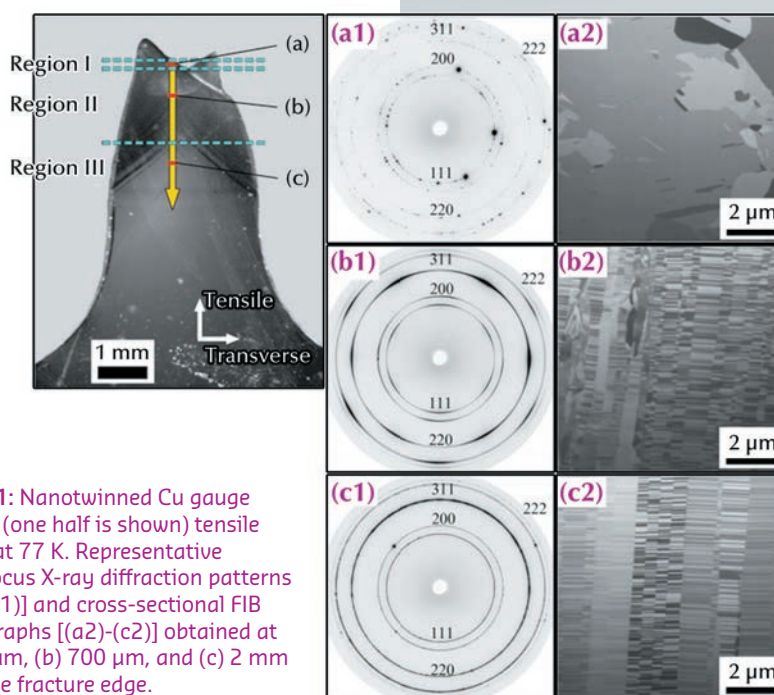 (a)
Region I
Region II
(b)
Region III
(c)
Tensile
Transverse
1 mm
(a1)
311
222
200
111
220
(a2)
2 µm
(b1)
311
222
200
111
220
(b2)
2 µm
(c1)
311
222
200
111
220
(c2)
2 µm
1: Nanotwinned Cu gauge
(one half is shown) tensile
at 77 K. Representative
ocus X-ray diffraction patterns
1)] and cross-sectional FIB
raphs [(a2)-(c2)] obtained at
µm, (b) 700 µm, and (c) 2 mm
e fracture edge.